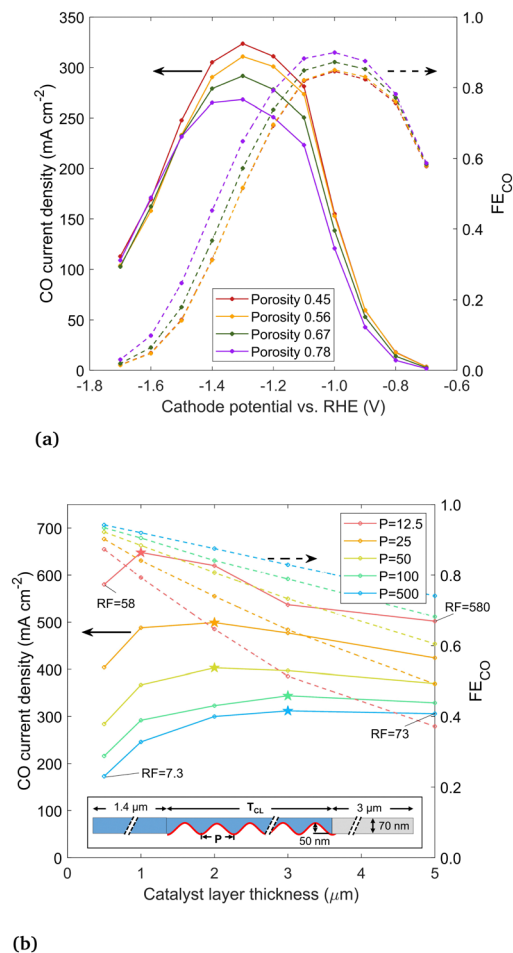 350
300
250
200
150
100
50
0
CO current density (mA cm⁻²)
1.0
0.8
0.6
0.4
0.2
0.0
FE_CO
Porosity 0.45
Porosity 0.56
Porosity 0.67
Porosity 0.78
-1.8 -1.6 -1.4 -1.2 -1.0 -0.8 -0.6
Cathode potential vs. RHE (V)
(a)
700
600
500
400
300
200
100
0
CO current density (mA cm⁻²)
1.0
0.8
0.6
0.4
0.2
0.0
FE_CO
P=12.5
P=25
P=50
P=100
P=500
RF=58
RF=580
RF=73
RF=7.3
1.4 μm T_CL 3 μm
70 nm
P 50 nm
0 1 2 3 4 5
Catalyst layer thickness (μm)
(b)